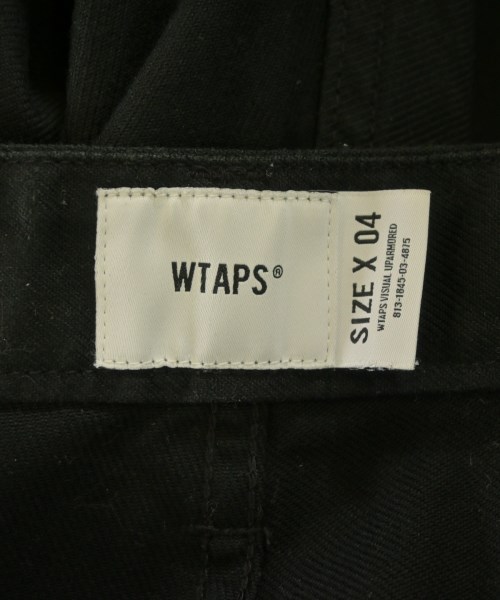 WTAPS®
SIZE X 04
WTAPS VISUAL UPARMORED
813-1845-03-4875